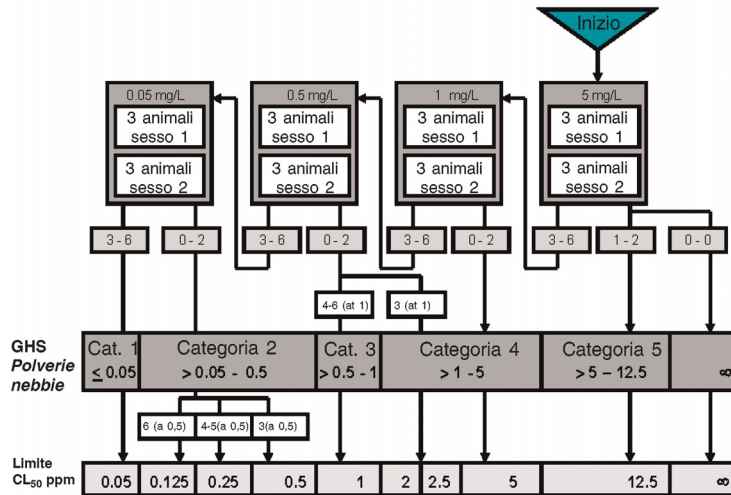 Inizio
0.05 mg/L
0.5 mg/L
1 mg/L
5 mg/L
3 animali
sesso 1
3 animali
sesso 1
3 animali
sesso 1
3 animali
sesso 1
3 animali
sesso 2
3 animali
sesso 2
3 animali
sesso 2
3 animali
sesso 2
3 - 6
0 - 2
3 - 6
0 - 2
3 - 6
0 - 2
3 - 6
1 - 2
0 - 0
4-6 (at 1)
3 (at 1)
GHS
Polverie
nebbie
Cat. 1
≤ 0.05
Categoria 2
> 0.05 - 0.5
Cat. 3
> 0.5 - 1
Categoria 4
> 1 - 5
Categoria 5
> 5 – 12.5
∞
6 (a 0,5)
4-5(a 0,5)
3(a 0,5)
Limite
CL50 ppm
0.05
0.125
0.25
0.5
1
2
2.5
5
12.5
∞